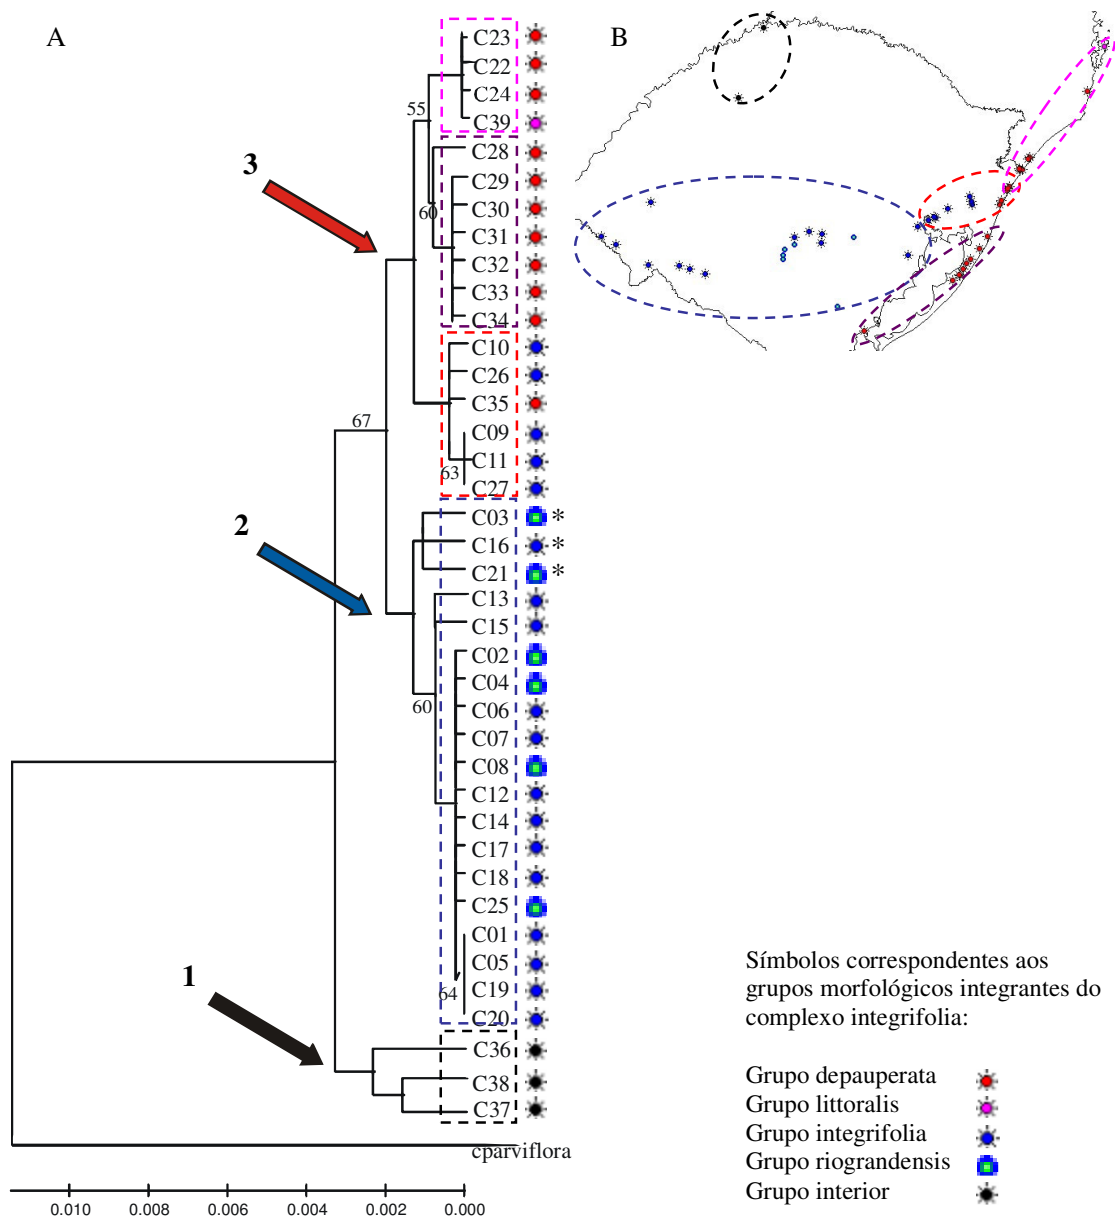 A
B
C23
C22
C24
C39
55
C28
3
C29
C30
60
C31
C32
C33
C34
C10
C26
C35
67
C09
C11
63
C27
C03 *
2
C16 *
C21 *
C13
C15
C02
C04
60
C06
C07
C08
C12
C14
C17
C18
C25
C01
C05
1
C19
64
C20
C36
C38
C37
cparviflora
0.010 0.008 0.006 0.004 0.002 0.000
Símbolos correspondentes aos
grupos morfológicos integrantes do
complexo integrifolia:
Grupo depauperata
Grupo littoralis
Grupo integrifolia
Grupo riograndensis
Grupo interior